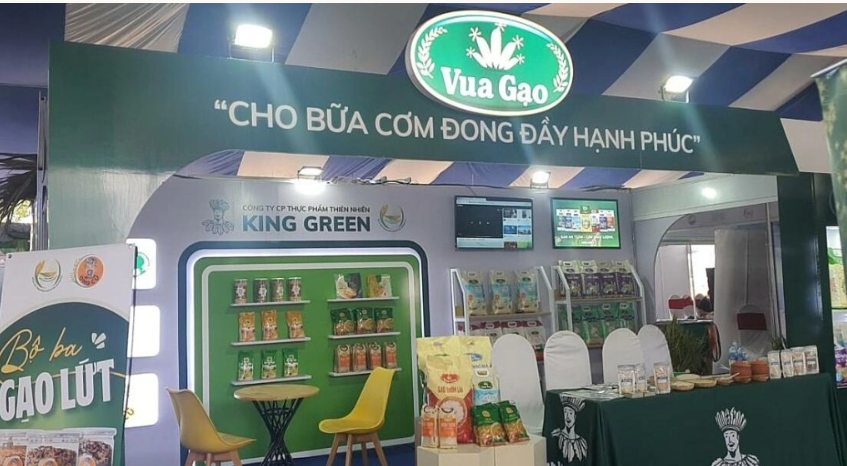 Vua Gạo
“CHO BỮA CƠM ĐONG ĐẦY HẠNH PHÚC”
CÔNG TY CP THỰC PHẨM THIÊN NHIÊN
KING GREEN
Bộ ba
GẠO LỨT